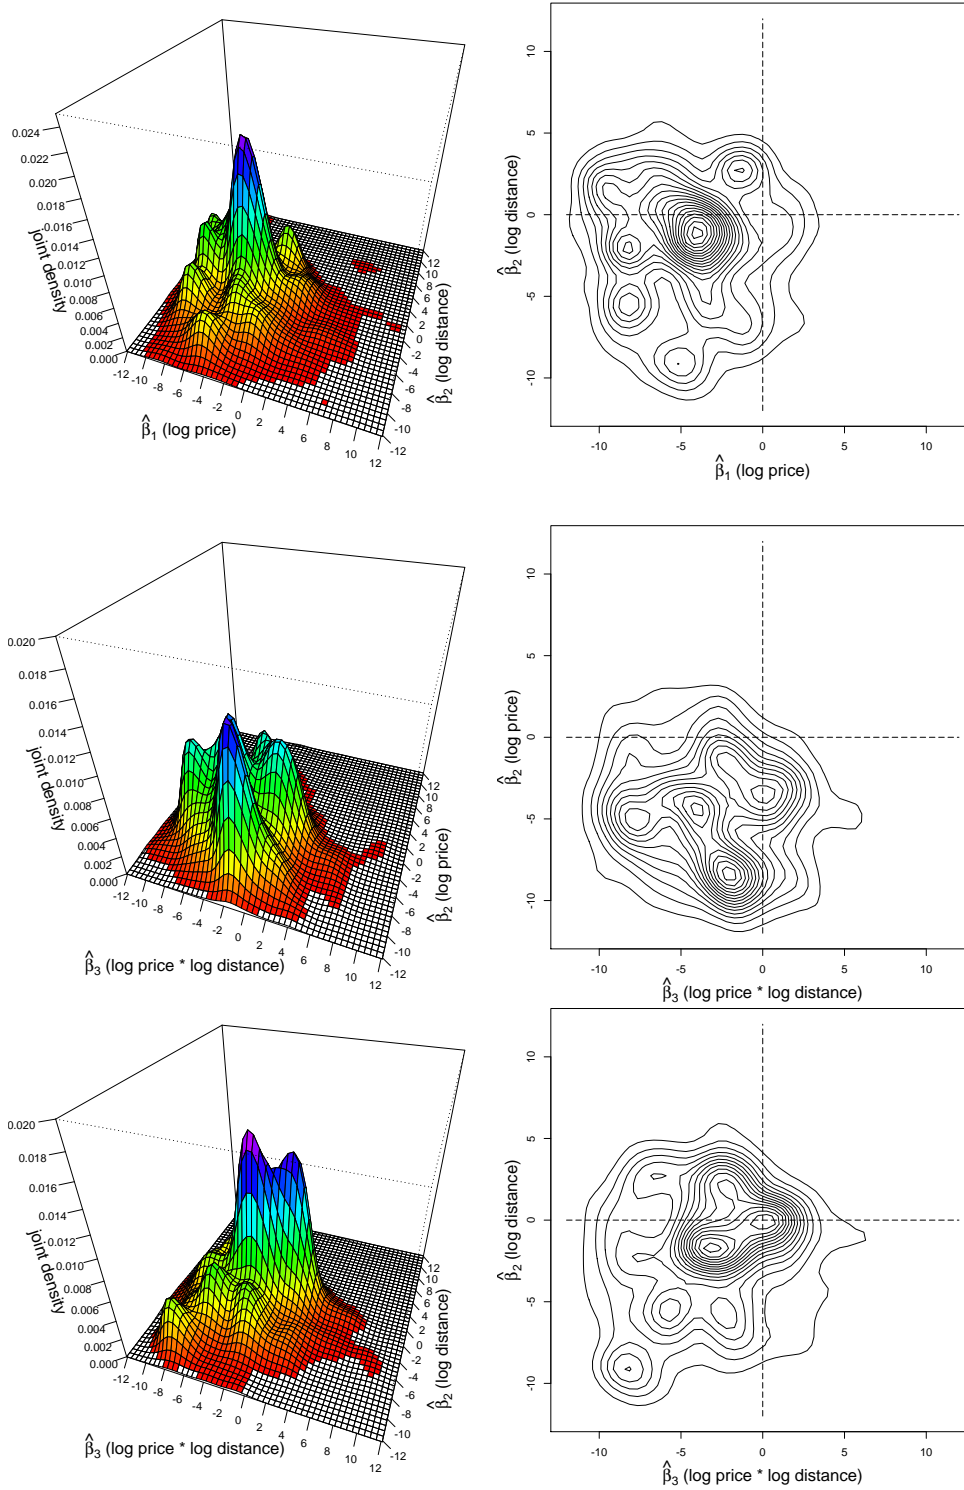 0.024
0.022
0.020
0.018
0.016
0.014
0.012
0.010
0.008
0.006
0.004
0.002
0.000
joint density
-12 -10 -8 -6 -4 -2 0 2 4 6 8 10 12
β̂1 (log price)
12 10 8 6 4 2 0 -2 -4 -6 -8 -10 -12
β̂2 (log distance)
10 5 0 -5 -10
β̂2 (log distance)
-10 -5 0 5 10
β̂1 (log price)
0.020
0.018
0.016
0.014
0.012
0.010
0.008
0.006
0.004
0.002
0.000
joint density
-12 -10 -8 -6 -4 -2 0 2 4 6 8 10 12
β̂3 (log price * log distance)
12 10 8 6 4 2 0 -2 -4 -6 -8 -10 -12
β̂2 (log price)
10 5 0 -5 -10
β̂2 (log price)
-10 -5 0 5 10
β̂3 (log price * log distance)
0.020
0.018
0.016
0.014
0.012
0.010
0.008
0.006
0.004
0.002
0.000
joint density
-12 -10 -8 -6 -4 -2 0 2 4 6 8 10 12
β̂3 (log price * log distance)
12 10 8 6 4 2 0 -2 -4 -6 -8 -10 -12
β̂2 (log distance)
10 5 0 -5 -10
β̂2 (log distance)
-10 -5 0 5 10
β̂3 (log price * log distance)